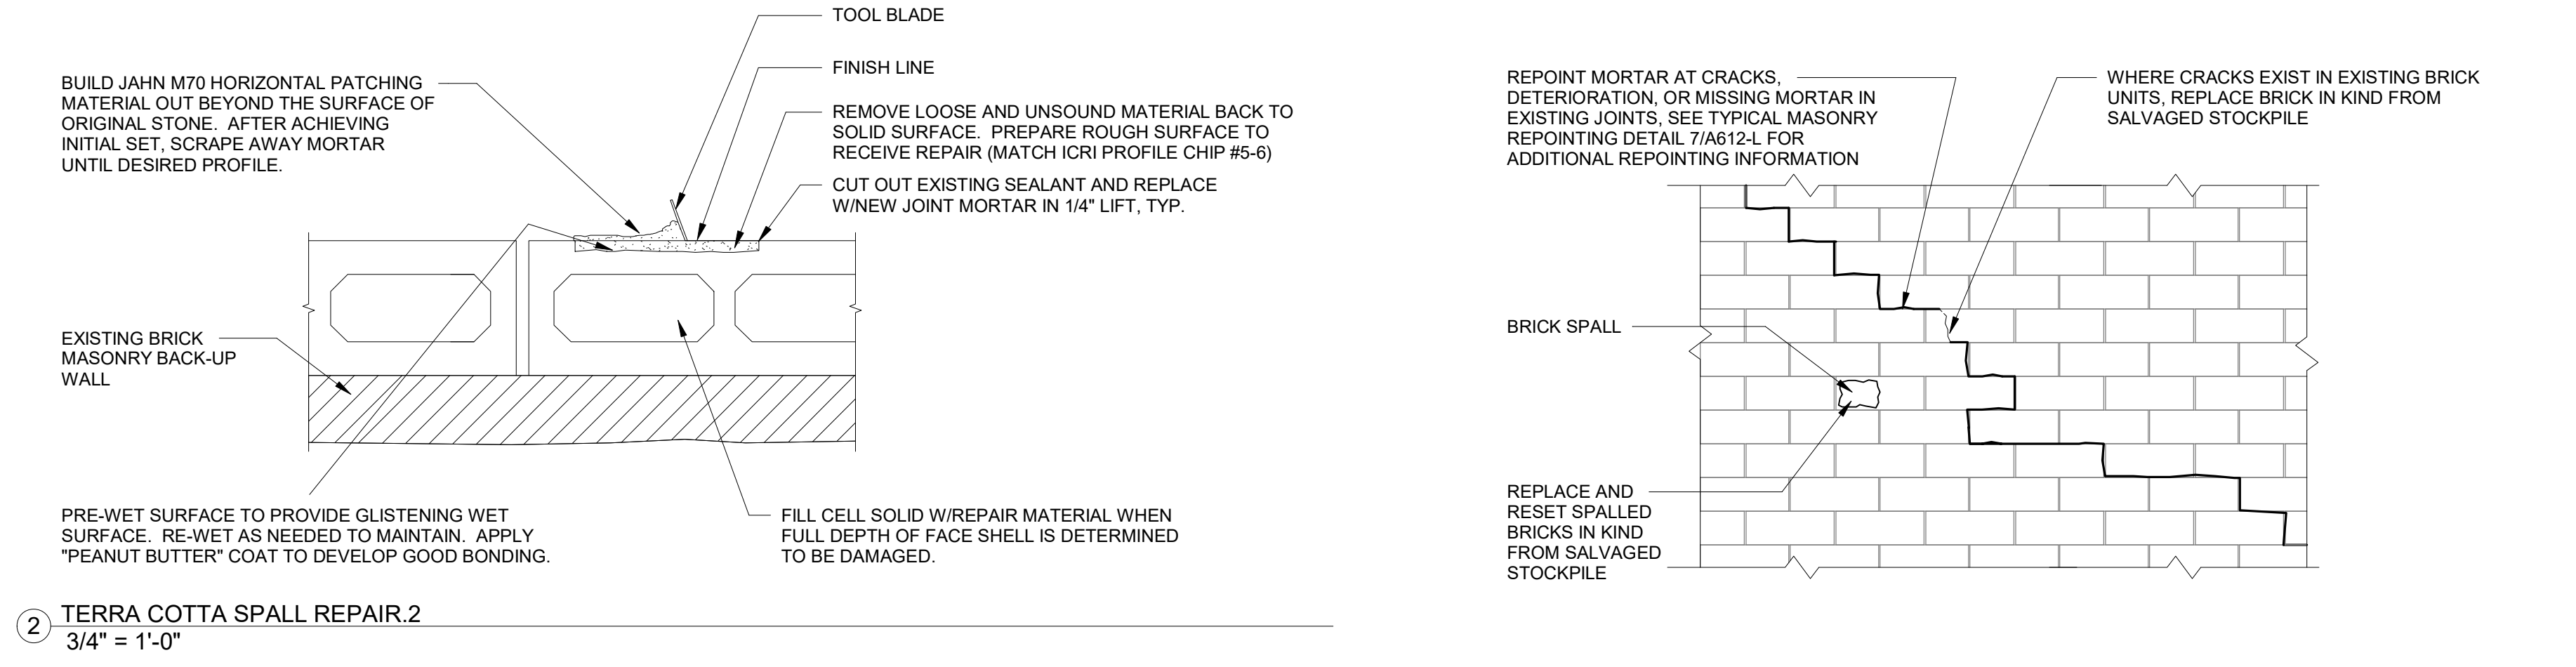 TOOL BLADE
FINISH LINE
BUILD JAHN M70 HORIZONTAL PATCHING
MATERIAL OUT BEYOND THE SURFACE OF
ORIGINAL STONE.  AFTER ACHIEVING
INITIAL SET, SCRAPE AWAY MORTAR
UNTIL DESIRED PROFILE.
REMOVE LOOSE AND UNSOUND MATERIAL BACK TO
SOLID SURFACE.  PREPARE ROUGH SURFACE TO
RECEIVE REPAIR (MATCH ICRI PROFILE CHIP #5-6)
CUT OUT EXISTING SEALANT AND REPLACE
W/NEW JOINT MORTAR IN 1/4" LIFT, TYP.
EXISTING BRICK
MASONRY BACK-UP
WALL
PRE-WET SURFACE TO PROVIDE GLISTENING WET
SURFACE.  RE-WET AS NEEDED TO MAINTAIN.  APPLY
"PEANUT BUTTER" COAT TO DEVELOP GOOD BONDING.
FILL CELL SOLID W/REPAIR MATERIAL WHEN
FULL DEPTH OF FACE SHELL IS DETERMINED
TO BE DAMAGED.
2
TERRA COTTA SPALL REPAIR.2
3/4" = 1'-0"
REPOINT MORTAR AT CRACKS,
DETERIORATION, OR MISSING MORTAR IN
EXISTING JOINTS, SEE TYPICAL MASONRY
REPOINTING DETAIL 7/A612-L FOR
ADDITIONAL REPOINTING INFORMATION
WHERE CRACKS EXIST IN EXISTING BRICK
UNITS, REPLACE BRICK IN KIND FROM
SALVAGED STOCKPILE
BRICK SPALL
REPLACE AND
RESET SPALLED
BRICKS IN KIND
FROM SALVAGED
STOCKPILE